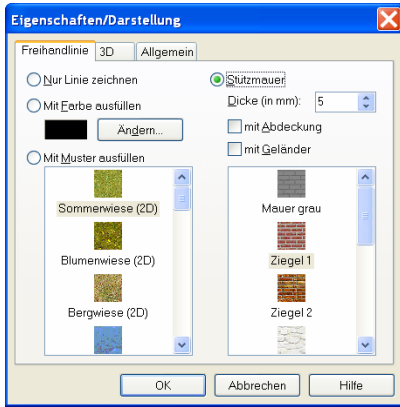 Eigenschaften/Darstellung
Freihandlinie 3D Allgemein
Nur Linie zeichnen
Mit Farbe ausfüllen
Ändern...
Mit Muster ausfüllen
Sommerwiese (2D)
Blumenwiese (2D)
Bergwiese (2D)
Stützmauer
Dicke (in mm): 5
mit Abdeckung
mit Geländer
Mauer grau
Ziegel 1
Ziegel 2
OK Abbrechen Hilfe